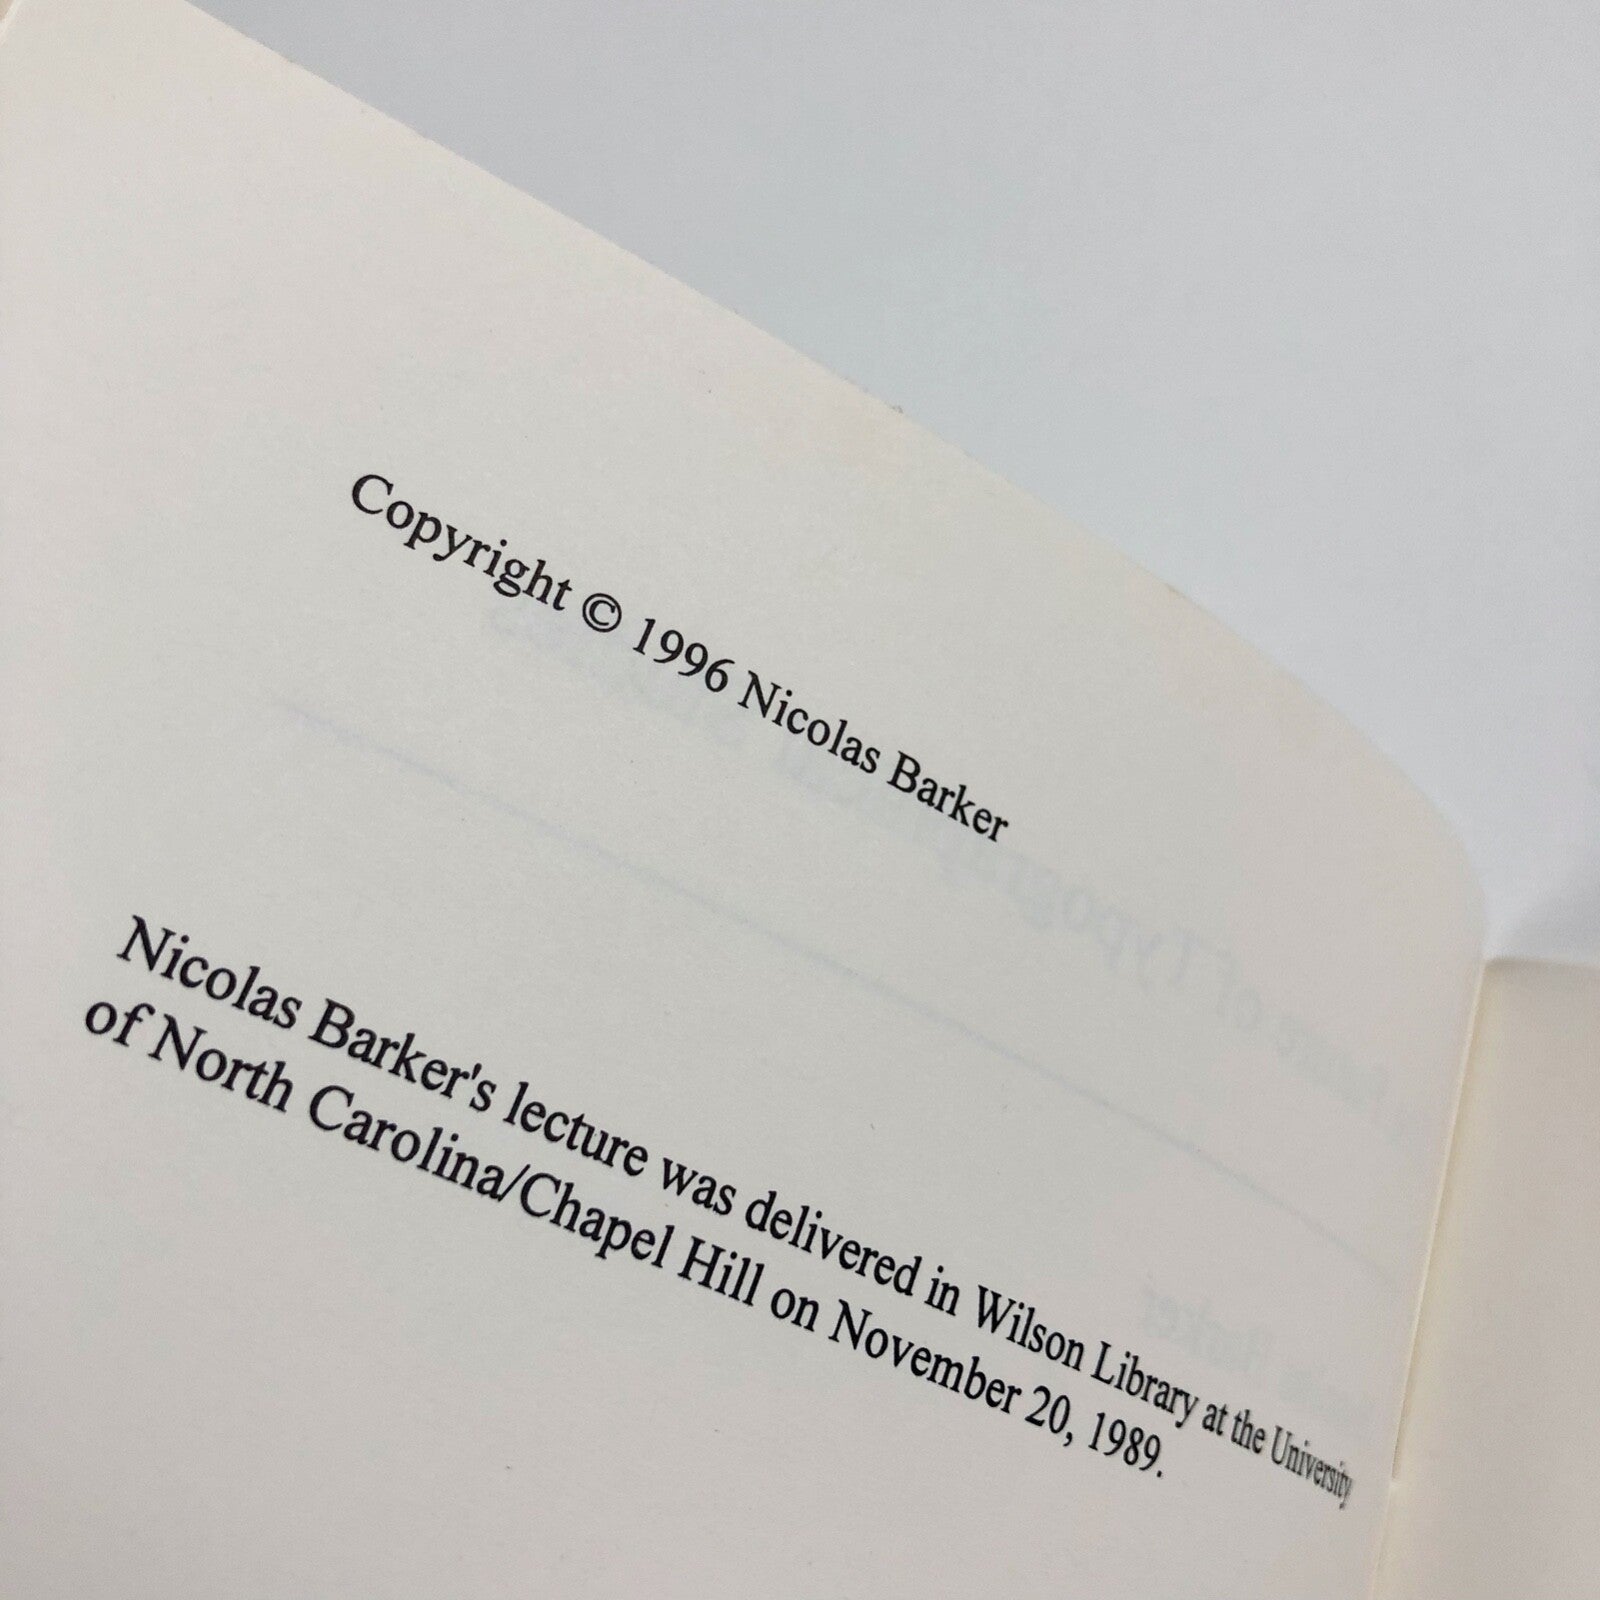 Copyright © 1996 Nicolas Barker
Nicolas Barker's lecture was delivered in Wilson Library at the University
of North Carolina/Chapel Hill on November 20, 1989.